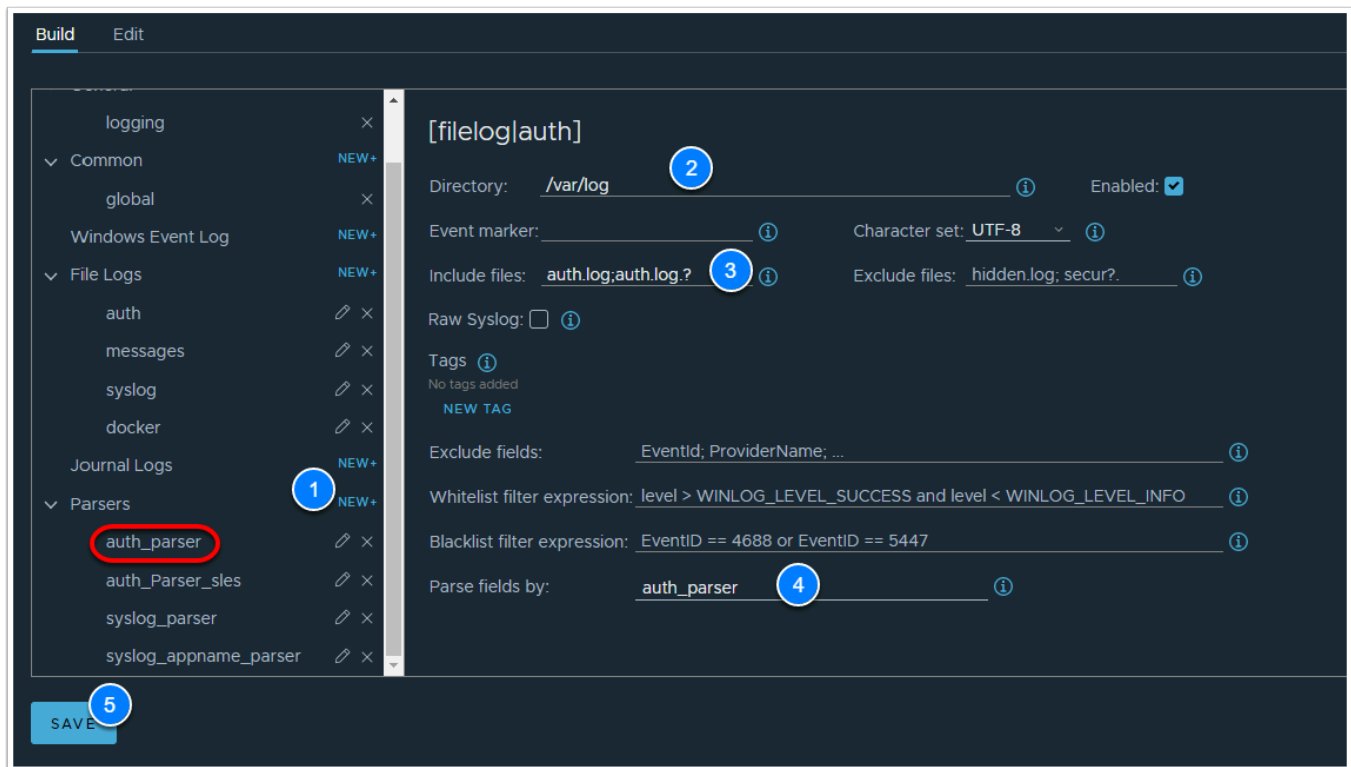 Build Edit
General
logging
Common NEW+
global
Windows Event Log NEW+
File Logs NEW+
auth
messages
syslog
docker
Journal Logs NEW+
1
Parsers NEW+
auth_parser
auth_Parser_sles
syslog_parser
syslog_appname_parser
5
SAVE
[filelog|auth]
2
Directory: /var/log Enabled:
Event marker: Character set: UTF-8
Include files: auth.log;auth.log.? 3 Exclude files: hidden.log; secur?.
Raw Syslog:
Tags
No tags added
NEW TAG
Exclude fields: EventId; ProviderName; ...
Whitelist filter expression: level > WINLOG_LEVEL_SUCCESS and level < WINLOG_LEVEL_INFO
Blacklist filter expression: EventID == 4688 or EventID == 5447
Parse fields by: auth_parser 4